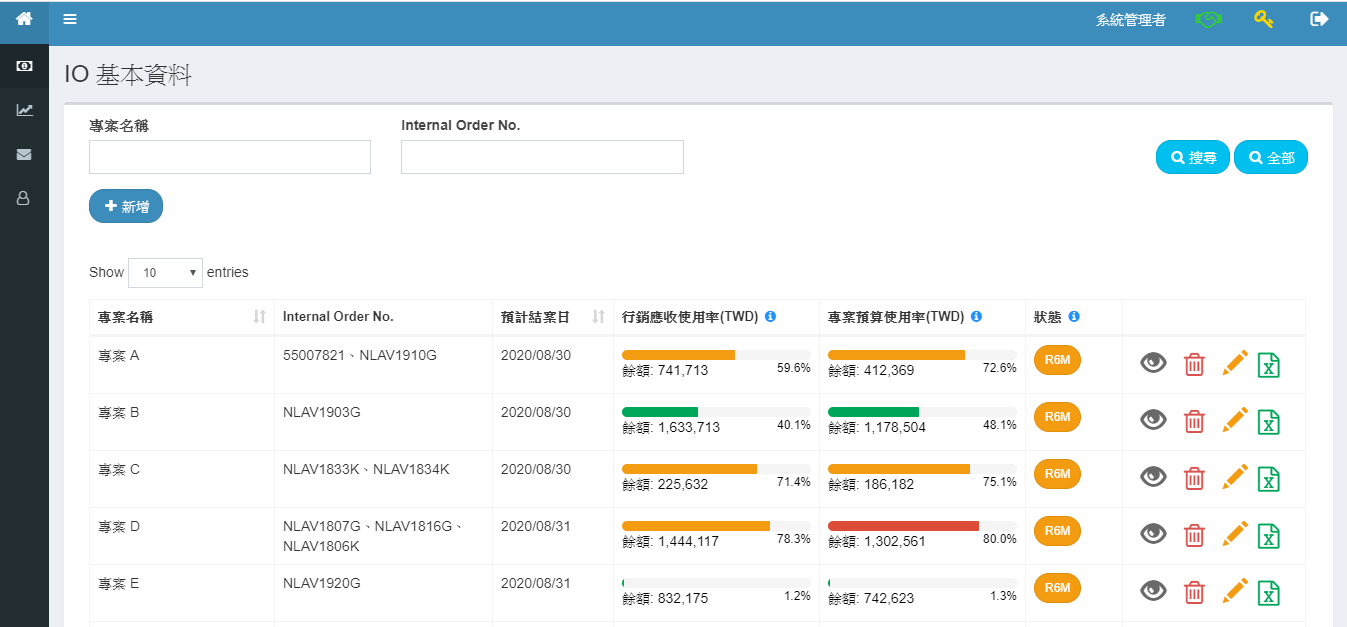 系統管理者
IO 基本資料
專案名稱
Internal Order No.
搜尋
全部
新增
Show 10 entries
專案名稱
Internal Order No.
預計結案日
行銷應收使用率(TWD)
專案預算使用率(TWD)
狀態
專案 A
55007821、NLAV1910G
2020/08/30
餘額: 741,713
59.6%
餘額: 412,369
72.6%
R6M
專案 B
NLAV1903G
2020/08/30
餘額: 1,633,713
40.1%
餘額: 1,178,504
48.1%
R6M
專案 C
NLAV1833K、NLAV1834K
2020/08/30
餘額: 225,632
71.4%
餘額: 186,182
75.1%
R6M
專案 D
NLAV1807G、NLAV1816G、
NLAV1806K
2020/08/31
餘額: 1,444,117
78.3%
餘額: 1,302,561
80.0%
R6M
專案 E
NLAV1920G
2020/08/31
餘額: 832,175
1.2%
餘額: 742,623
1.3%
R6M